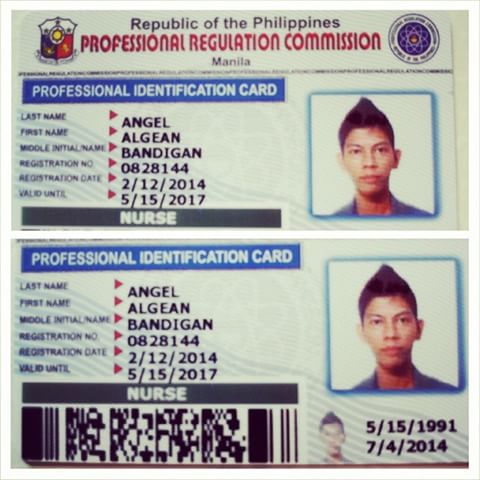 Republic of the Philippines
PROFESSIONAL REGULATION COMMISSION
Manila
PROFESSIONAL IDENTIFICATION CARD
LAST NAME ANGEL
FIRST NAME ALGEAN
MIDDLE INITIAL/NAME BANDIGAN
REGISTRATION NO. 0828144
REGISTRATION DATE 2/12/2014
VALID UNTIL 5/15/2017
NURSE
PROFESSIONAL IDENTIFICATION CARD
LAST NAME ANGEL
FIRST NAME ALGEAN
MIDDLE INITIAL/NAME BANDIGAN
REGISTRATION NO. 0828144
REGISTRATION DATE 2/12/2014
VALID UNTIL 5/15/2017
NURSE
5/15/1991
7/4/2014